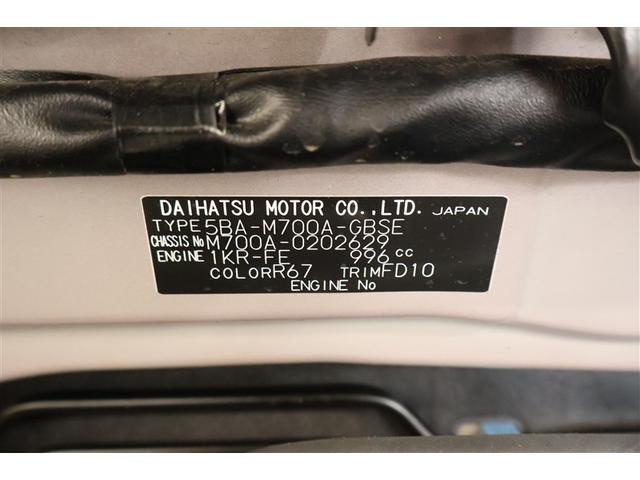 DAIHATSU MOTOR CO.,LTD. JAPAN
TYPE 5BA-M700A-GBSE
CHASSIS No M700A-0202629
ENGINE 1KR-FE 996 cc
COLOR R67 TRIM FD10
ENGINE No